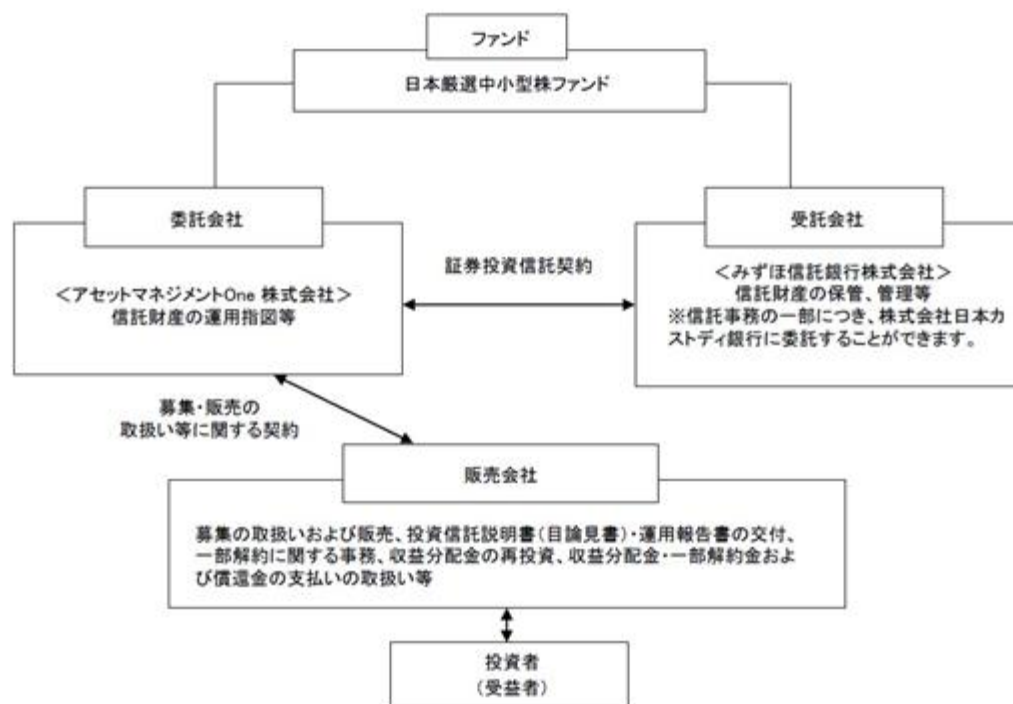 ファンド
日本厳選中小型株ファンド
委託会社
<アセットマネジメントOne 株式会社>
信託財産の運用指図等
証券投資信託契約
受託会社
<みずほ信託銀行株式会社>
信託財産の保管、管理等
※信託事務の一部につき、株式会社日本カ
ストディ銀行に委託することができます。
募集・販売の
取扱い等に関する契約
販売会社
募集の取扱いおよび販売、投資信託説明書(目論見書)・運用報告書の交付、
一部解約に関する事務、収益分配金の再投資、収益分配金・一部解約金およ
び償還金の支払いの取扱い等
投資者
(受益者)